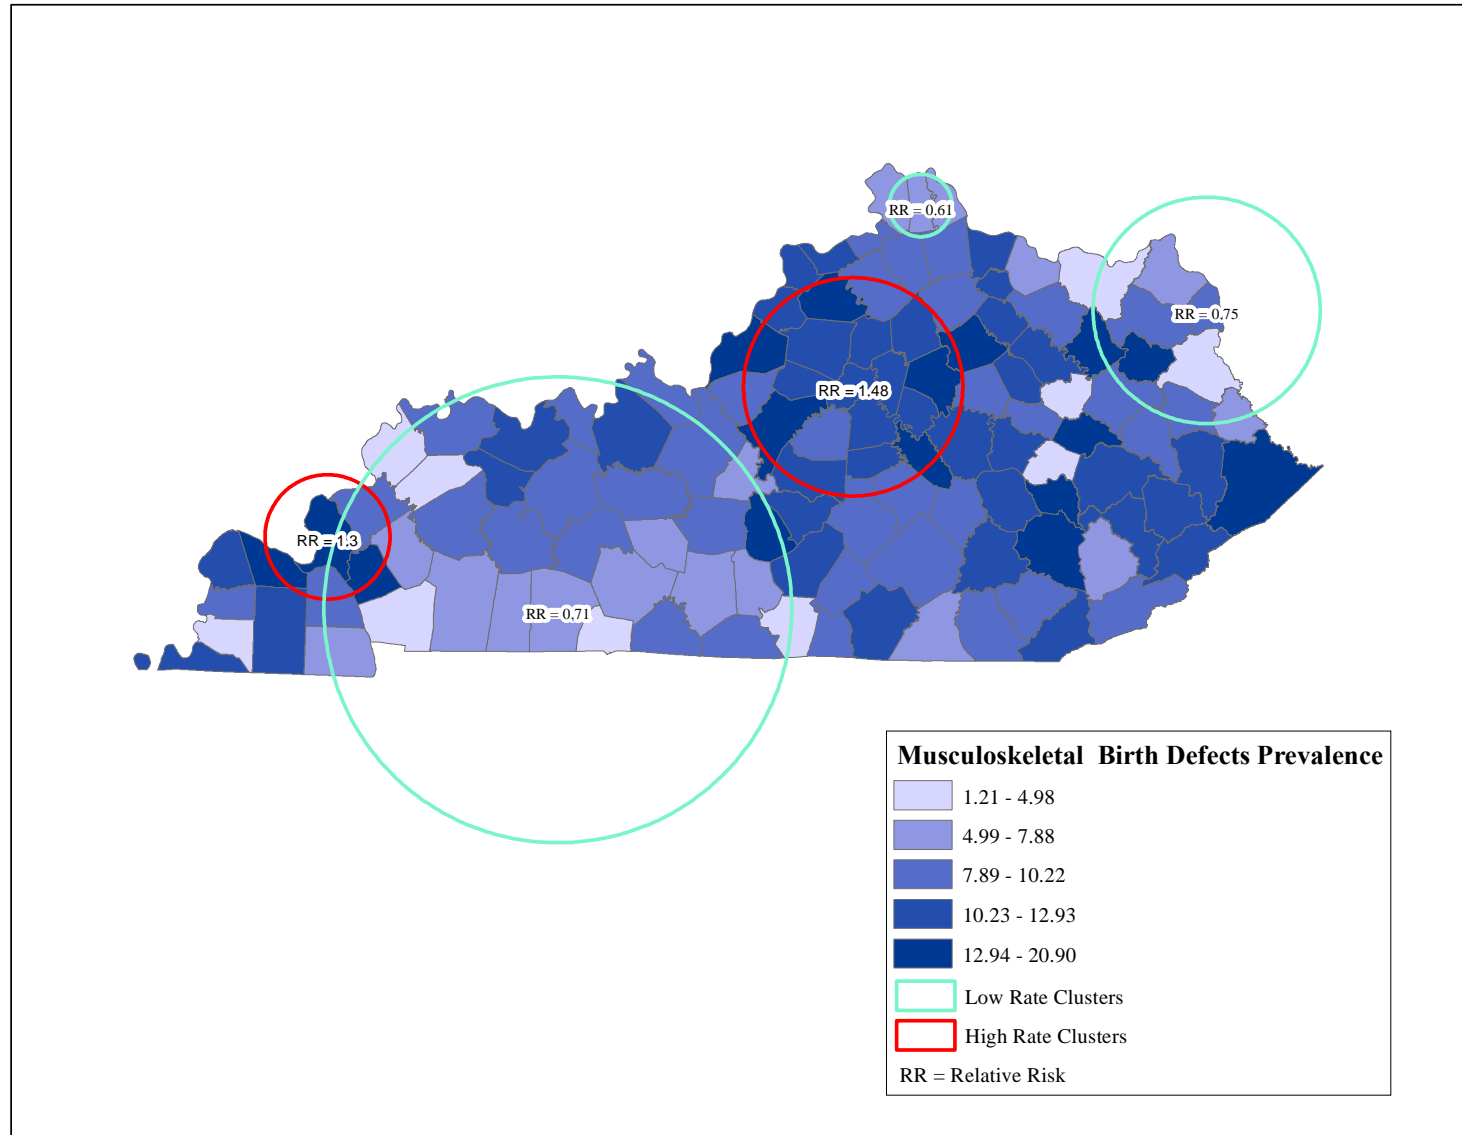 RR = 0.61
RR = 0.75
RR = 1.48
RR = 1.3
RR = 0.71
Musculoskeletal  Birth Defects Prevalence
1.21 - 4.98
4.99 - 7.88
7.89 - 10.22
10.23 - 12.93
12.94 - 20.90
Low Rate Clusters
High Rate Clusters
RR = Relative Risk